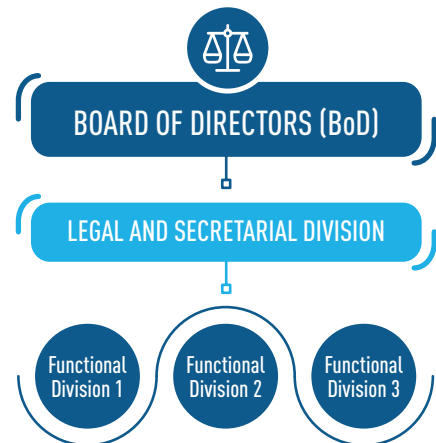 BOARD OF DIRECTORS (BoD)
LEGAL AND SECRETARIAL DIVISION
Functional
Division 1
Functional
Division 2
Functional
Division 3